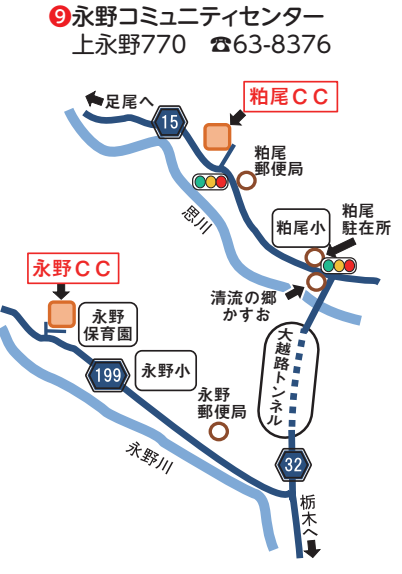 ❾永野コミュニティセンター
上永野770 ☎63-8376
足尾へ
15
粕尾CC
粕尾
郵便局
思川
粕尾小
粕尾
駐在所
清流の郷
かすお
永野CC
永野
保育園
永野小
199
永野
郵便局
永野川
大越路トンネル
32
栃木へ